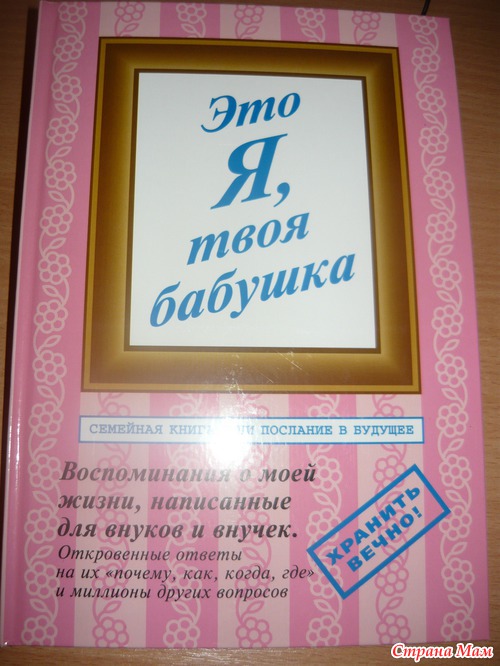 Это
Я,
твоя
бабушка
СЕМЕЙНАЯ КНИГА ПОСЛАНИЕ В БУДУЩЕЕ
Воспоминания о моей
жизни, написанные
для внуков и внучек.
Откровенные ответы
на их «почему, как, когда, где»
и миллионы других вопросов
ХРАНИТЬ
ВЕЧНО!
Страна Мам